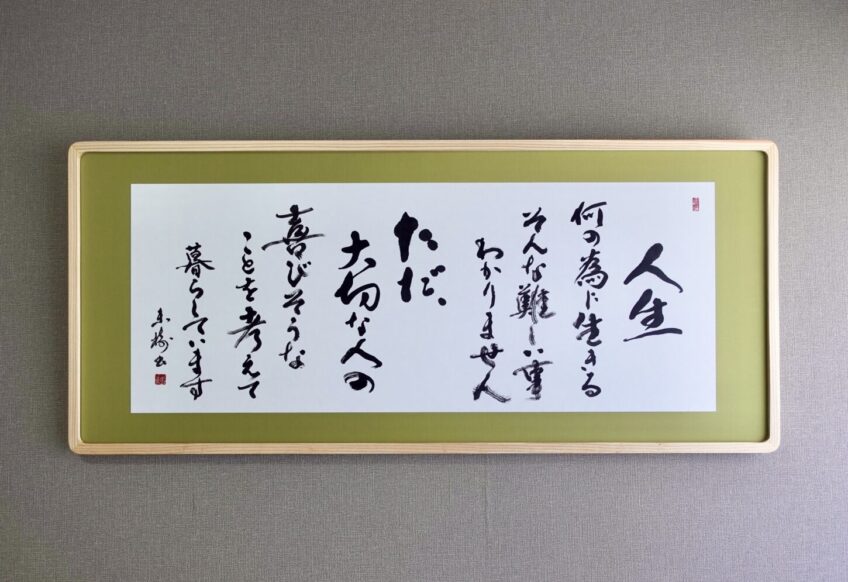 人生
何の為に生きる
そんな難しい事
わかりません
ただ、
大切な人の
喜びそうな
ことを考えて
暮らしています